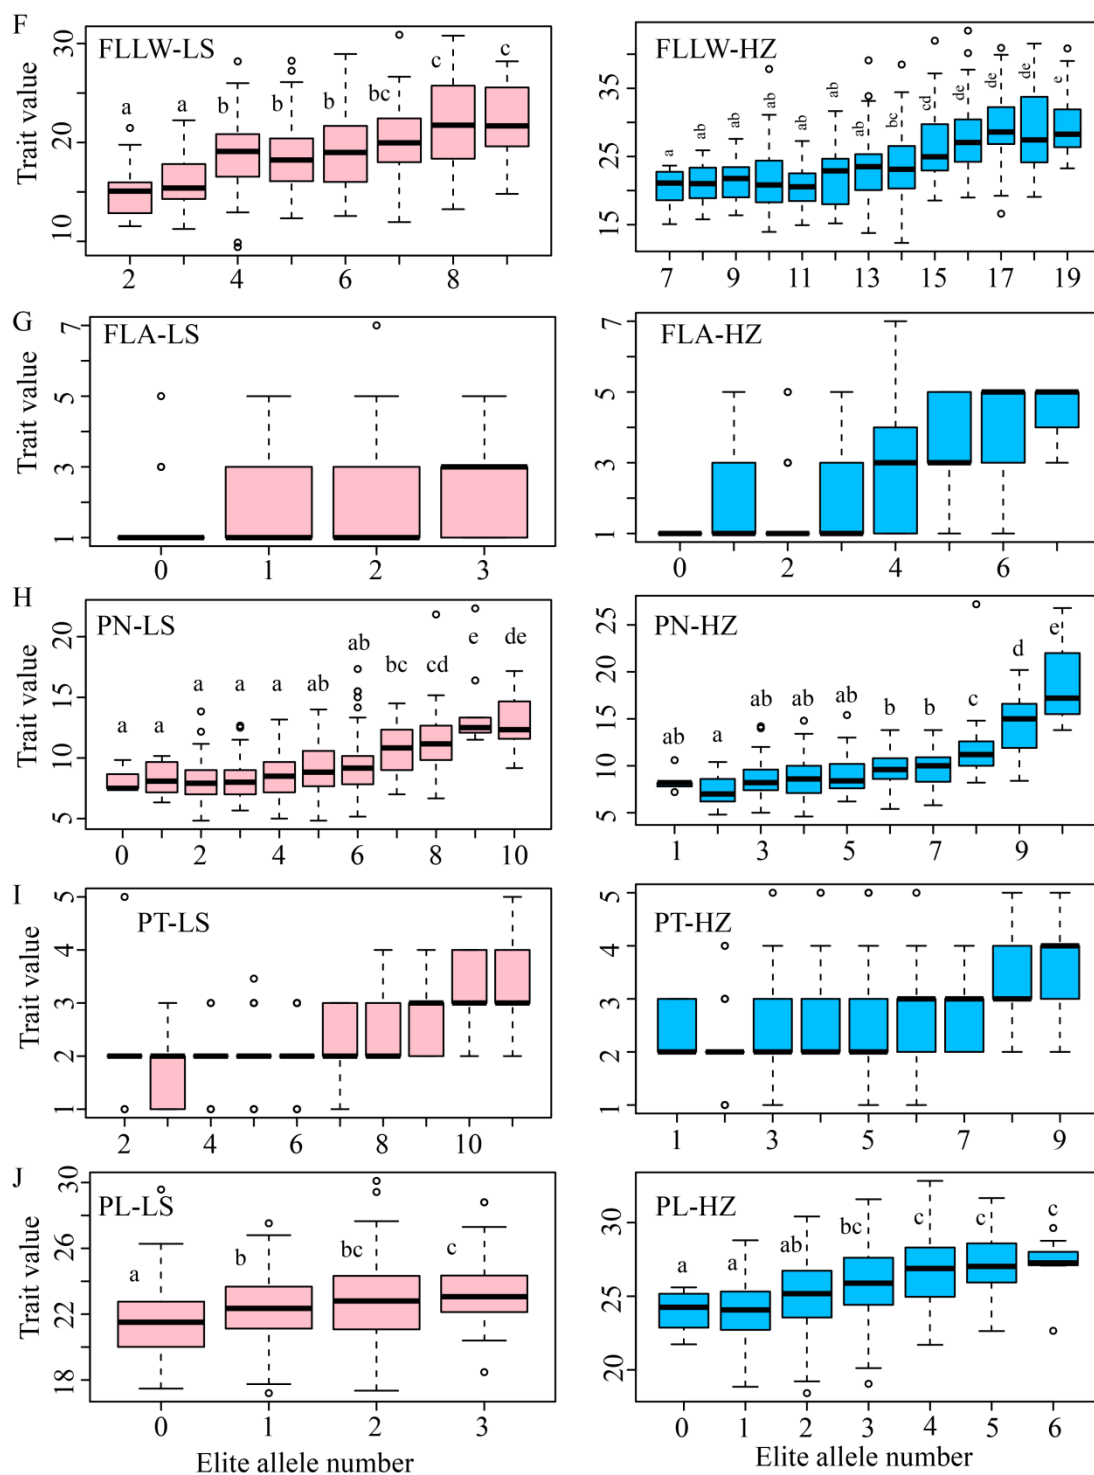 F
FLLW-LS
Trait value
30
20
10
a
a
b
b
b
bc
c
c
2
4
6
8
FLLW-HZ
35
25
15
a
ab
ab
ab
ab
ab
ab
bc
cd
de
de
de
e
7
9
11
13
15
17
19
G
FLA-LS
Trait value
7
5
3
1
0
1
2
3
FLA-HZ
7
5
3
1
0
2
4
6
H
PN-LS
Trait value
20
15
10
5
a
a
a
a
a
ab
ab
bc
cd
e
de
0
2
4
6
8
10
PN-HZ
25
20
15
10
5
ab
a
ab
ab
ab
b
b
c
d
e
1
3
5
7
9
I
PT-LS
Trait value
5
4
3
2
1
2
4
6
8
10
PT-HZ
5
4
3
2
1
1
3
5
7
9
J
PL-LS
Trait value
30
26
22
18
a
b
bc
c
0
1
2
3
Elite allele number
PL-HZ
30
25
20
a
a
ab
bc
c
c
c
0
1
2
3
4
5
6
Elite allele number